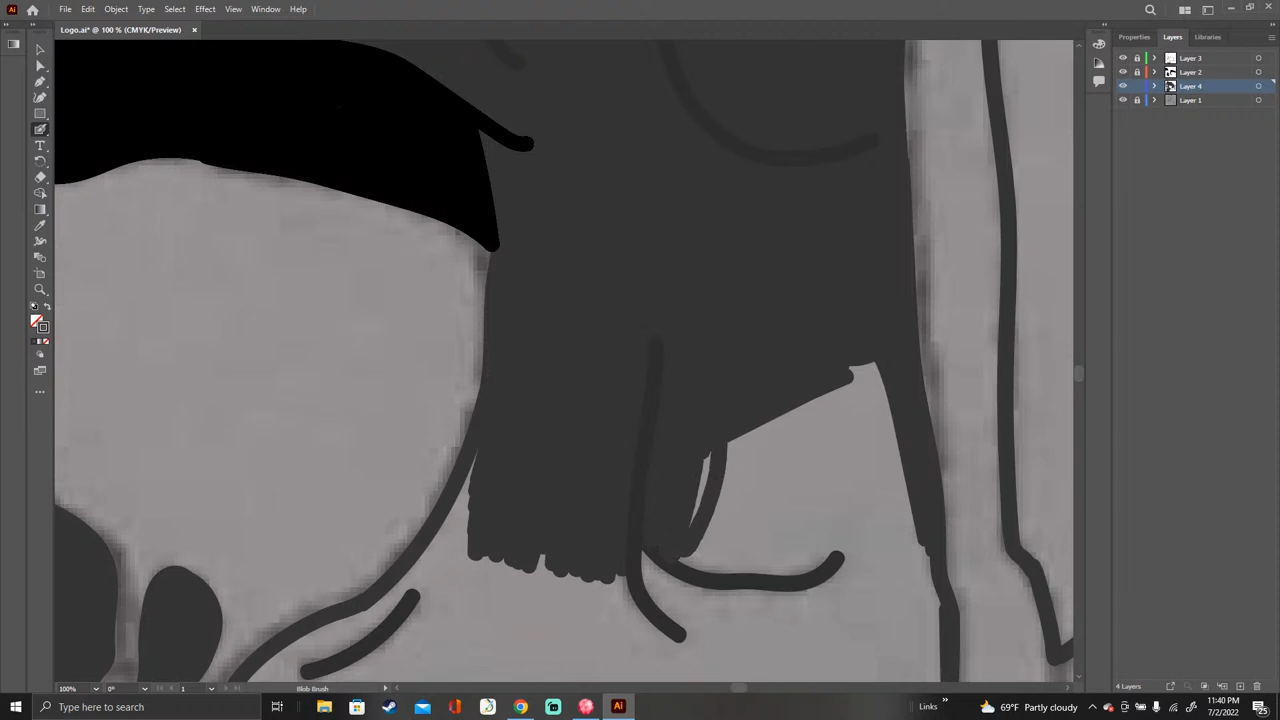 Ai File Edit Object Type Select Effect View Window Help
Logo.ai* @ 100 % (CMYK/Preview)
Properties Layers Libraries
Layer 3
Layer 2
Layer 4
Layer 1
T
100% 0° 1 Blob Brush
4 Layers
Type here to search
Ai
Links
69°F Partly cloudy
11:40 PM
7/2/2022